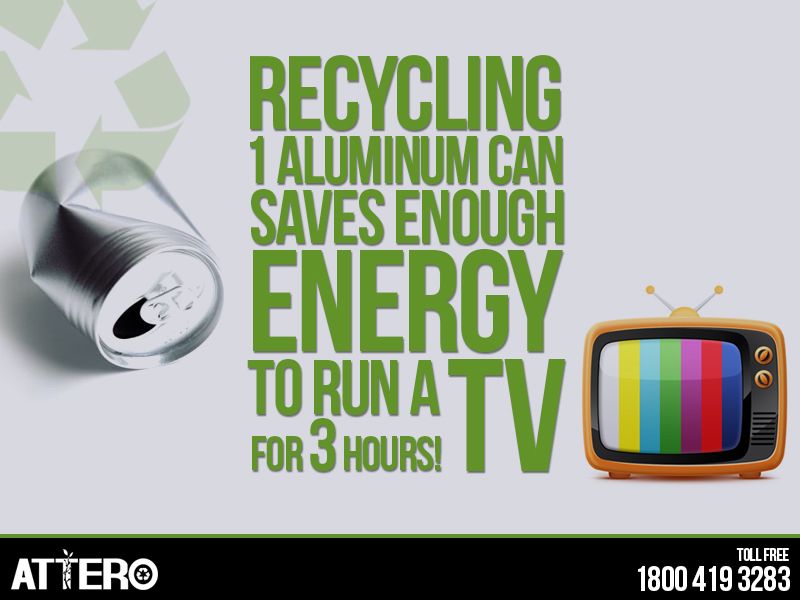 RECYCLING
1 ALUMINUM CAN
SAVES ENOUGH
ENERGY
TO RUN A TV
FOR 3 HOURS!
ATTERO
TOLL FREE
1800 419 3283